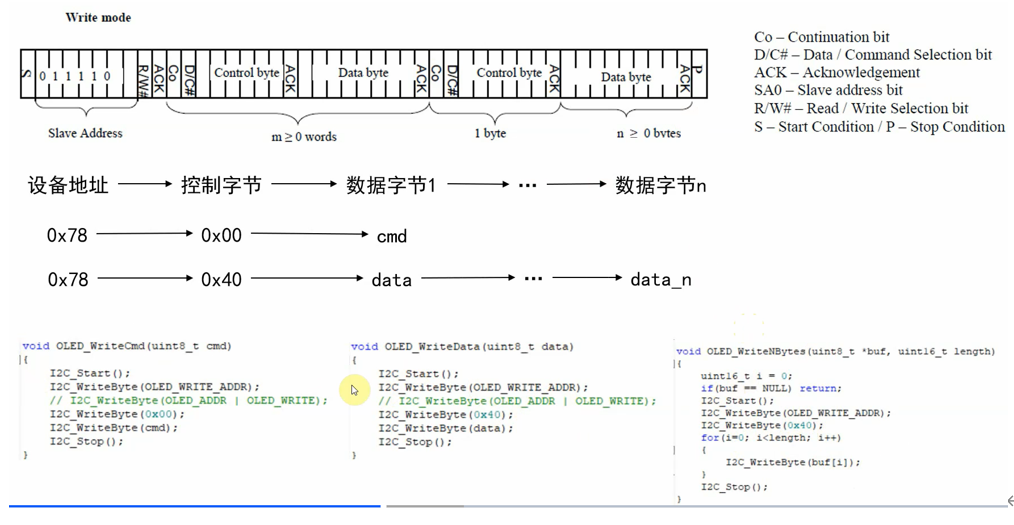 Write mode
S 0 1 1 1 1 0 R/W# ACK Co D/C# Control byte ACK Data byte ACK Co D/C# Control byte ACK Data byte ACK P
Slave Address
m ≥ 0 words
1 byte
n ≥ 0 bytes
Co – Continuation bit
D/C# – Data / Command Selection bit
ACK – Acknowledgement
SA0 – Slave address bit
R/W# – Read / Write Selection bit
S – Start Condition / P – Stop Condition
设备地址 → 控制字节 → 数据字节1 → … → 数据字节n
0x78 → 0x00 → cmd
0x78 → 0x40 → data → … → data_n
void OLED_WriteCmd(uint8_t cmd)
{
I2C_Start();
I2C_WriteByte(OLED_WRITE_ADDR);
// I2C_WriteByte(OLED_ADDR | OLED_WRITE);
I2C_WriteByte(0x00);
I2C_WriteByte(cmd);
I2C_Stop();
}
void OLED_WriteData(uint8_t data)
{
I2C_Start();
I2C_WriteByte(OLED_WRITE_ADDR);
// I2C_WriteByte(OLED_ADDR | OLED_WRITE);
I2C_WriteByte(0x40);
I2C_WriteByte(data);
I2C_Stop();
}
void OLED_WriteNBytes(uint8_t *buf, uint16_t length)
{
uint16_t i = 0;
if(buf == NULL) return;
I2C_Start();
I2C_WriteByte(OLED_WRITE_ADDR);
I2C_WriteByte(0x40);
for(i=0; i<length; i++)
{
I2C_WriteByte(buf[i]);
}
I2C_Stop();
}